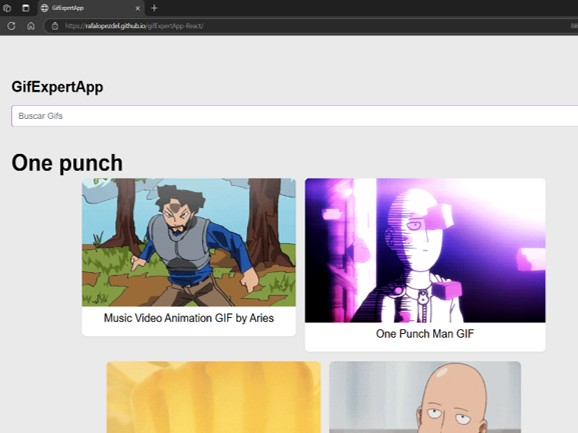 GifExpertApp
https://rafalopezdel.github.io/gifExpertApp-React/
GifExpertApp
Buscar Gifs
One punch
Music Video Animation GIF by Aries
One Punch Man GIF